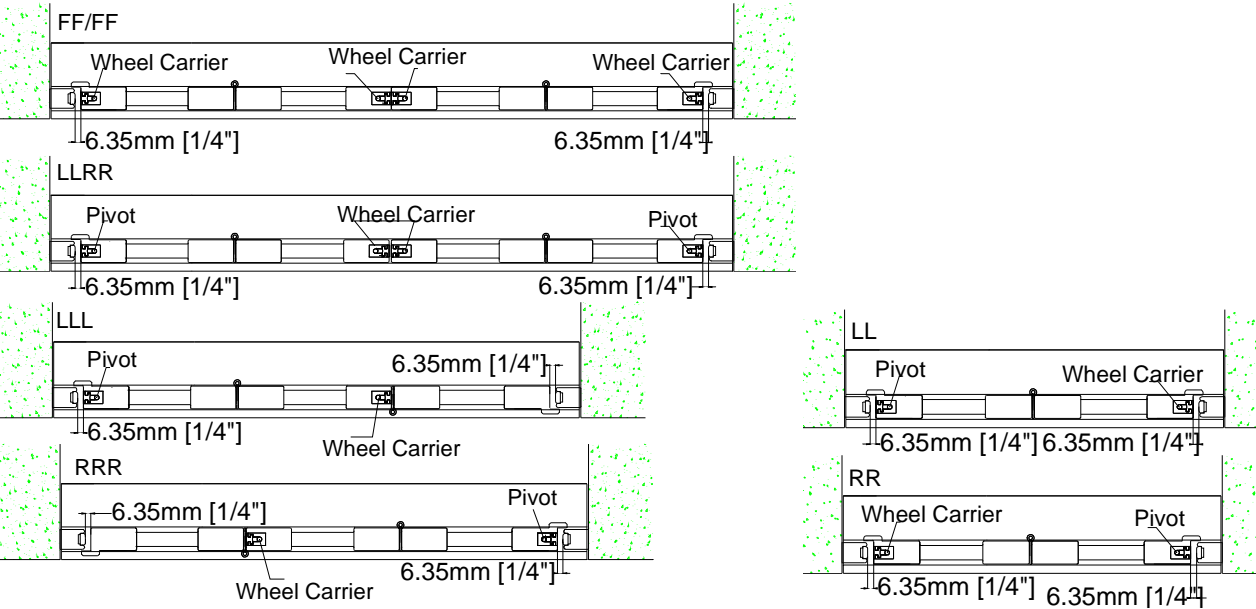 FF/FF
Wheel Carrier
Wheel Carrier
Wheel Carrier
6.35mm [1/4"]
6.35mm [1/4"]
LLRR
Pivot
Wheel Carrier
Pivot
6.35mm [1/4"]
6.35mm [1/4"]
LLL
Pivot
6.35mm [1/4"]
6.35mm [1/4"]
Wheel Carrier
RRR
6.35mm [1/4"]
Pivot
6.35mm [1/4"]
Wheel Carrier
LL
Pivot
Wheel Carrier
6.35mm [1/4"]
6.35mm [1/4"]
RR
Wheel Carrier
Pivot
6.35mm [1/4"]
6.35mm [1/4"]